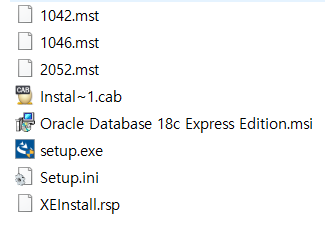 1042.mst
1046.mst
2052.mst
CAB
Instal~1.cab
Oracle Database 18c Express Edition.msi
setup.exe
Setup.ini
XEInstall.rsp